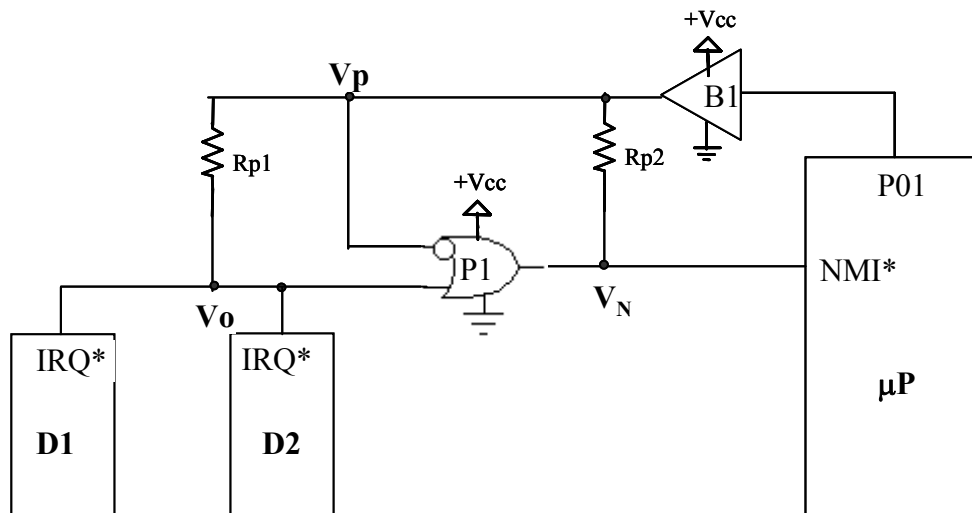 +Vcc
Vp
B1
Rp1
Rp2
+Vcc
P01
P1
NMI*
Vo
VN
IRQ*
IRQ*
µP
D1
D2